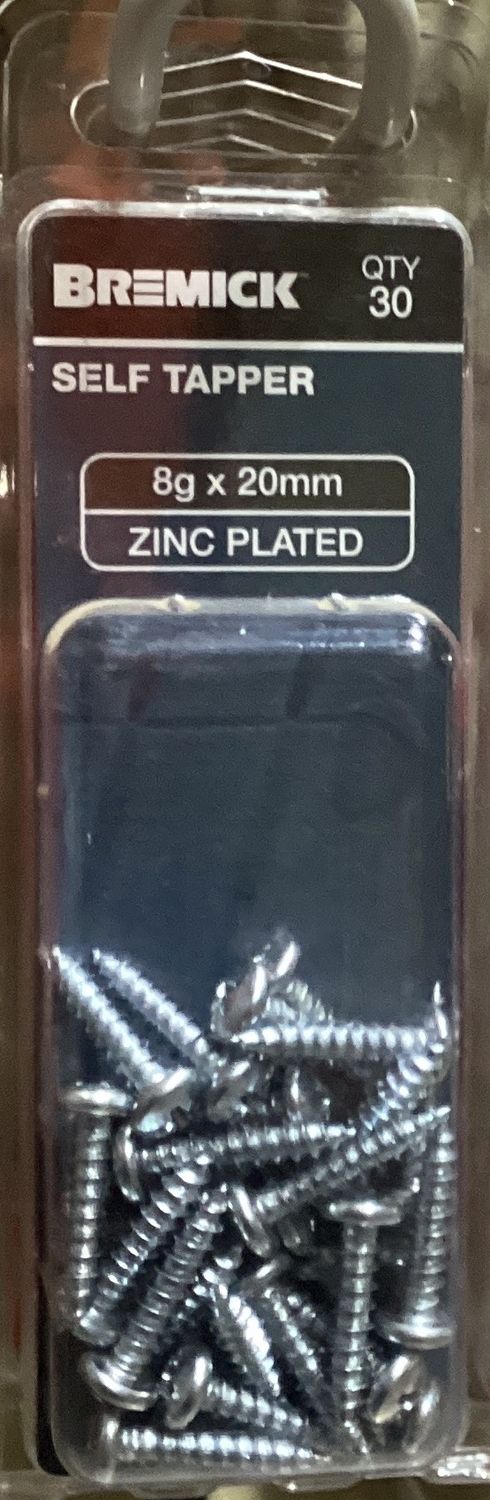 BREMICK
QTY
30
SELF TAPPER
8g x 20mm
ZINC PLATED